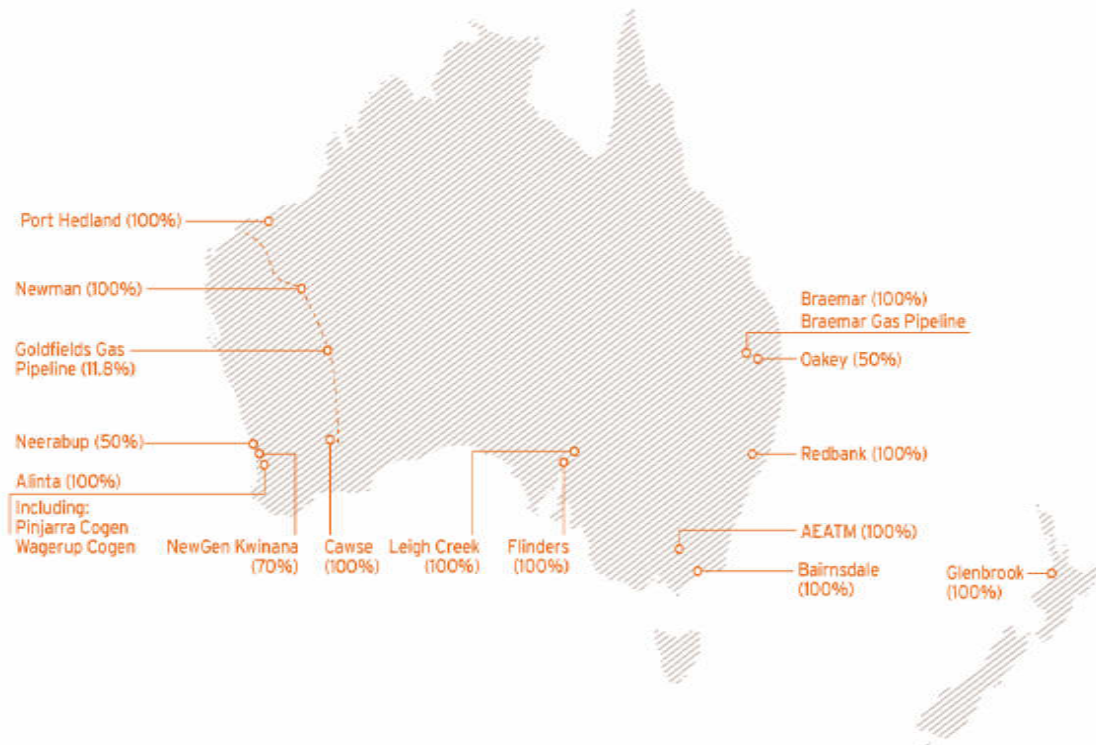 Port Hedland (100%)
Newman (100%)
Goldfields Gas
Pipeline (11.8%)
Neerabup (50%)
Alinta (100%)
Including:
Pinjarra Cogen
Wagerup Cogen
NewGen Kwinana
(70%)
Cawse
(100%)
Leigh Creek
(100%)
Flinders
(100%)
Braemar (100%)
Braemar Gas Pipeline
Oakey (50%)
Redbank (100%)
AEATM (100%)
Bairnsdale
(100%)
Glenbrook
(100%)